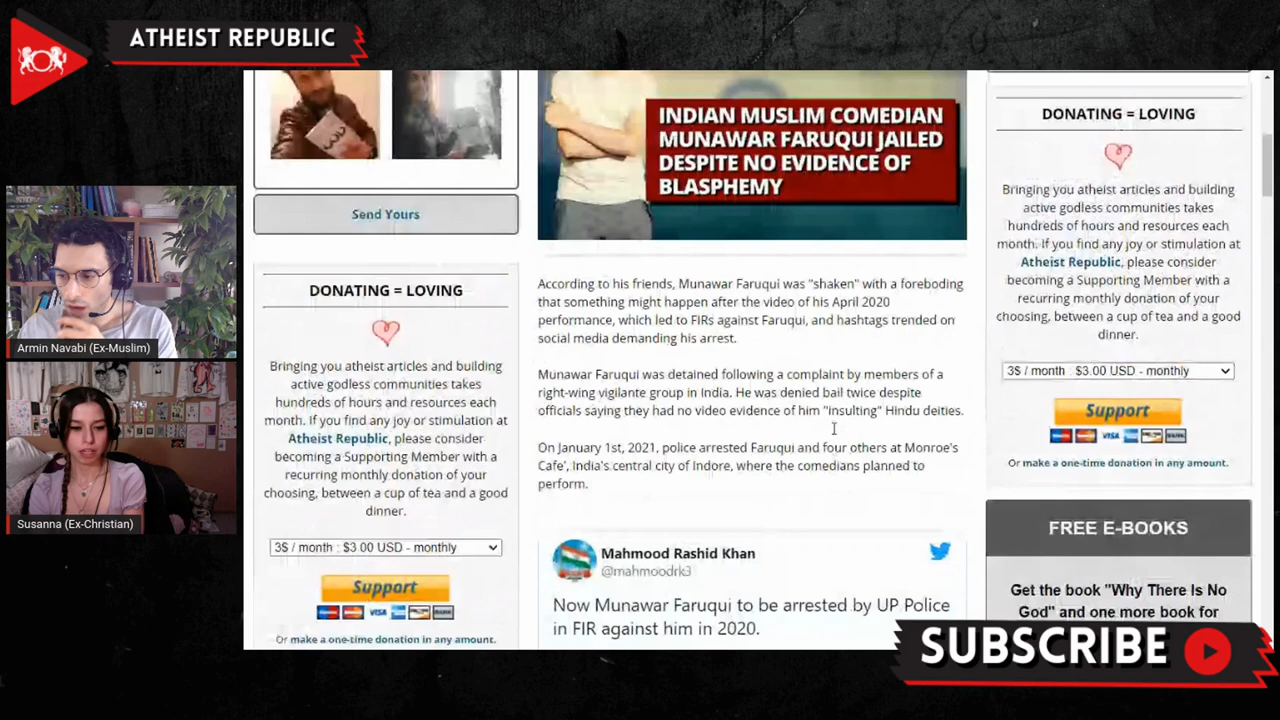 ATHEIST REPUBLIC
Armin Navabi (Ex-Muslim)
Susanna (Ex-Christian)
Send Yours
DONATING = LOVING
Bringing you atheist articles and building
active godless communities takes
hundreds of hours and resources each
month. If you find any joy or stimulation at
Atheist Republic, please consider
becoming a Supporting Member with a
recurring monthly donation of your
choosing, between a cup of tea and a good
dinner.
3$ / month : $3.00 USD - monthly
Support
VISA
Or make a one-time donation in any amount.
INDIAN MUSLIM COMEDIAN
MUNAWAR FARUQUI JAILED
DESPITE NO EVIDENCE OF
BLASPHEMY
According to his friends, Munawar Faruqui was "shaken" with a foreboding
that something might happen after the video of his April 2020
performance, which led to FIRs against Faruqui, and hashtags trended on
social media demanding his arrest.
Munawar Faruqui was detained following a complaint by members of a
right-wing vigilante group in India. He was denied bail twice despite
officials saying they had no video evidence of him "insulting" Hindu deities.
On January 1st, 2021, police arrested Faruqui and four others at Monroe's
Cafe', India's central city of Indore, where the comedians planned to
perform.
Mahmood Rashid Khan
@mahmoodrk3
Now Munawar Faruqui to be arrested by UP Police
in FIR against him in 2020.
DONATING = LOVING
Bringing you atheist articles and building
active godless communities takes
hundreds of hours and resources each
month. If you find any joy or stimulation at
Atheist Republic, please consider
becoming a Supporting Member with a
recurring monthly donation of your
choosing, between a cup of tea and a good
dinner.
3$ / month : $3.00 USD - monthly
Support
VISA
Or make a one-time donation in any amount.
FREE E-BOOKS
Get the book "Why There Is No
God" and one more book for
SUBSCRIBE